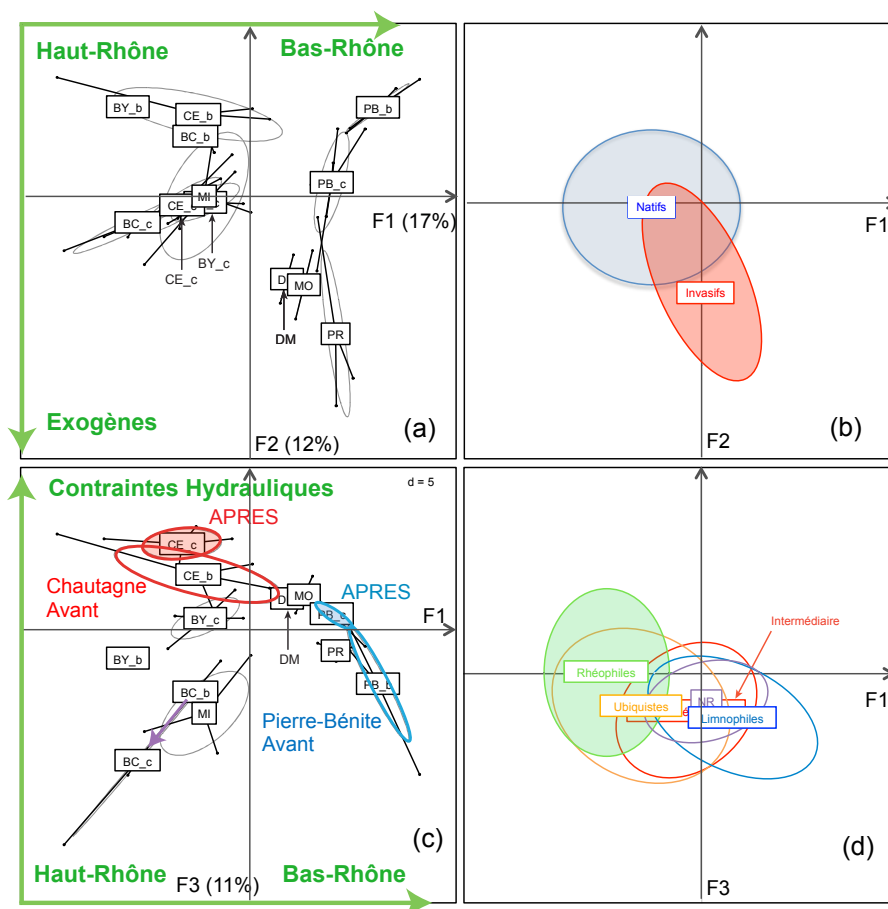 Haut-Rhône
Bas-Rhône
BY_b
CE_b
BC_b
PB_b
PB_c
MI
CE_c
BC_c
F1 (17%)
BY_c
CE_c
D
MO
DM
PR
Exogènes
F2 (12%)
(a)
Natifs
F1
Invasifs
F2
(b)
Contraintes Hydrauliques
d = 5
APRES
CE_c
CE_b
Chautagne
Avant
D
MO
APRES
PB_c
F1
BY_c
DM
PR
BY_b
PB_b
BC_b
MI
Pierre-Bénite
Avant
BC_c
(c)
Haut-Rhône
F3 (11%)
Bas-Rhône
Intermédiaire
F1
Rhéophiles
Ubiquistes
NR
Limnophiles
(d)
F3